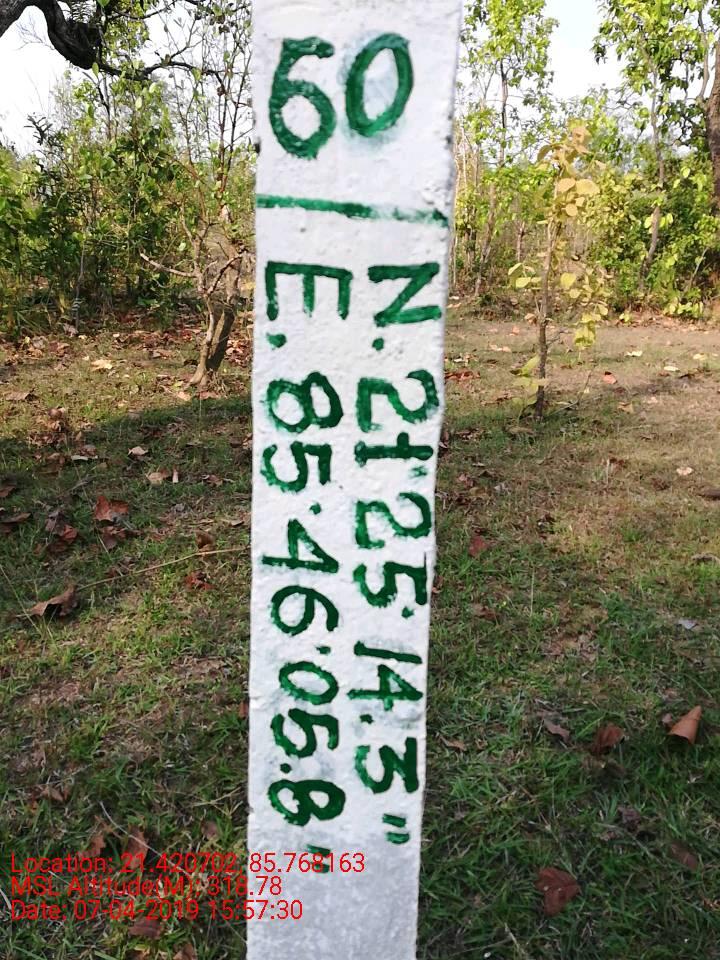 60
N. 21°25'14.3"
E. 85°46'05.8"
Location: 21.420702, 85.768163
MSL Altitude(M): 318.78
Date: 07-04-2019 15:57:30